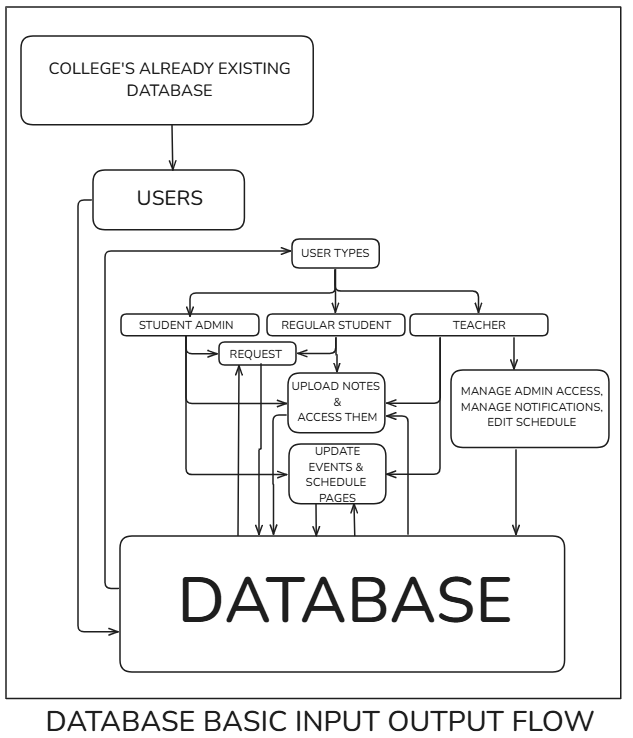 COLLEGE'S ALREADY EXISTING
DATABASE
USERS
USER TYPES
STUDENT ADMIN
REGULAR STUDENT
TEACHER
REQUEST
UPLOAD NOTES
&
ACCESS THEM
MANAGE ADMIN ACCESS,
MANAGE NOTIFICATIONS,
EDIT SCHEDULE
UPDATE
EVENTS &
SCHEDULE
PAGES
DATABASE
DATABASE BASIC INPUT OUTPUT FLOW